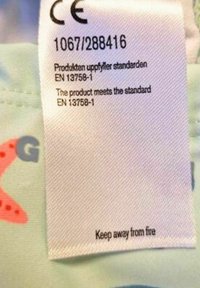 CE
1067/288416
Produkten uppfyller standarden
EN 13758-1
The product meets the standard
EN 13758-1
G
Keep away from fire